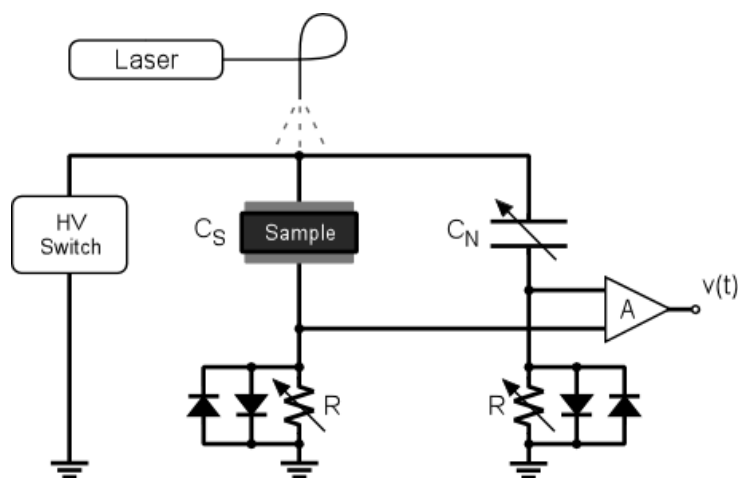 Laser
HV
Switch
C_S
Sample
C_N
A
v(t)
R
R